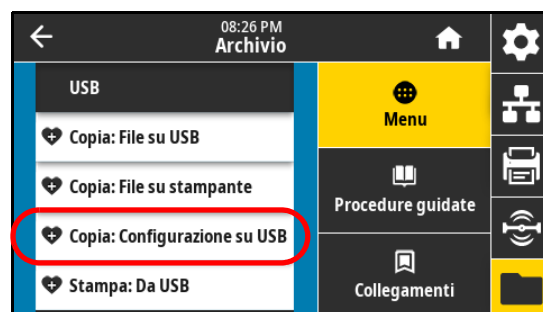 08:26 PM
Archivio
USB
Copia: File su USB
Copia: File su stampante
Copia: Configurazione su USB
Stampa: Da USB
Menu
Procedure guidate
Collegamenti